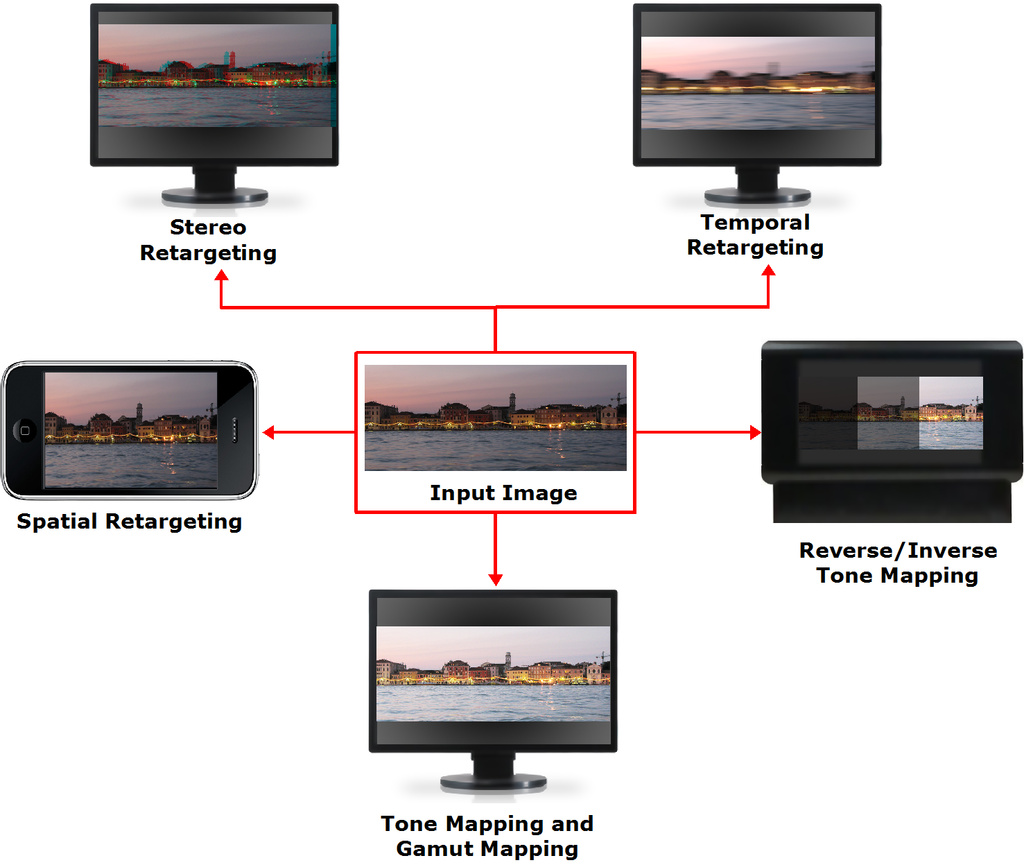 Stereo
Retargeting
Temporal
Retargeting
Spatial Retargeting
Input Image
Reverse/Inverse
Tone Mapping
Tone Mapping and
Gamut Mapping